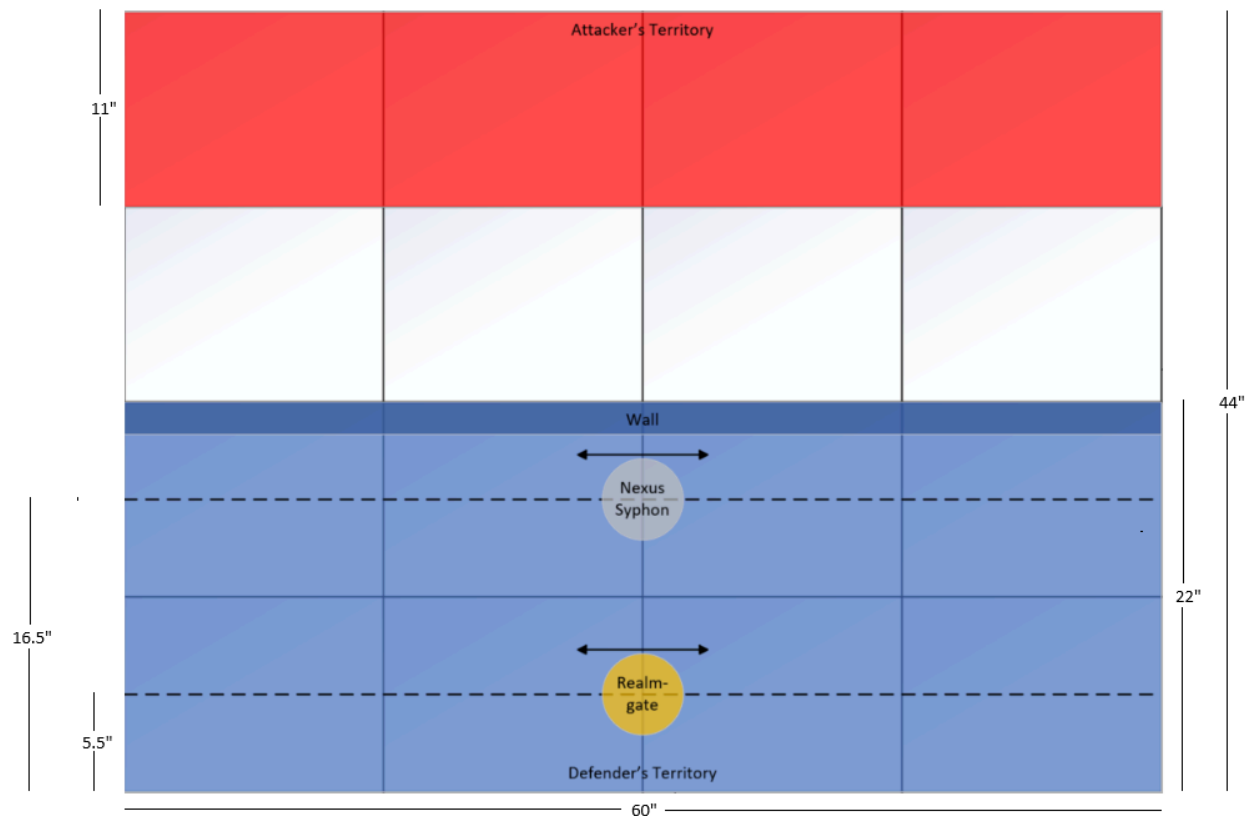 Attacker's Territory
11"
Wall
44"
Nexus
Syphon
22"
16.5"
Realm-
gate
5.5"
Defender's Territory
60"